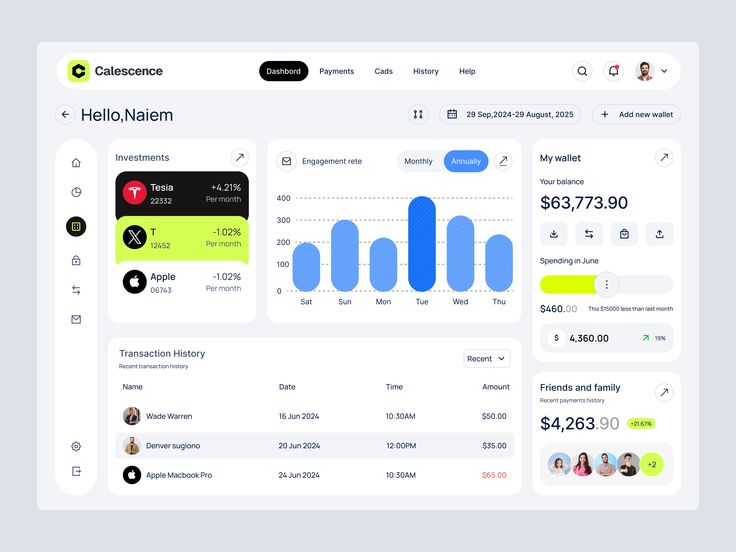 Calescence
Dashbord
Payments
Cads
History
Help
Hello,Naiem
29 Sep,2024-29 August, 2025
+ Add new wallet
Investments
Tesia
+4.21%
22332
Per month
T
-1.02%
12452
Per month
Apple
-1.02%
06743
Per month
Engagement rete
Monthly
Annually
400
300
200
100
0
Sat
Sun
Mon
Tue
Wed
Thu
My wallet
Your balance
$63,773.90
Spending in June
$460.00
This $15000 less than last month
$
4,360.00
19%
Transaction History
Recent transaction history
Recent
Name
Date
Time
Amount
Wade Warren
16 Jun 2024
10:30AM
$50.00
Denver sugiono
20 Jun 2024
12:00PM
$35.00
Apple Macbook Pro
24 Jun 2024
10:30AM
$65.00
Friends and family
Recent payments history
$4,263.90
+21.67%
+2